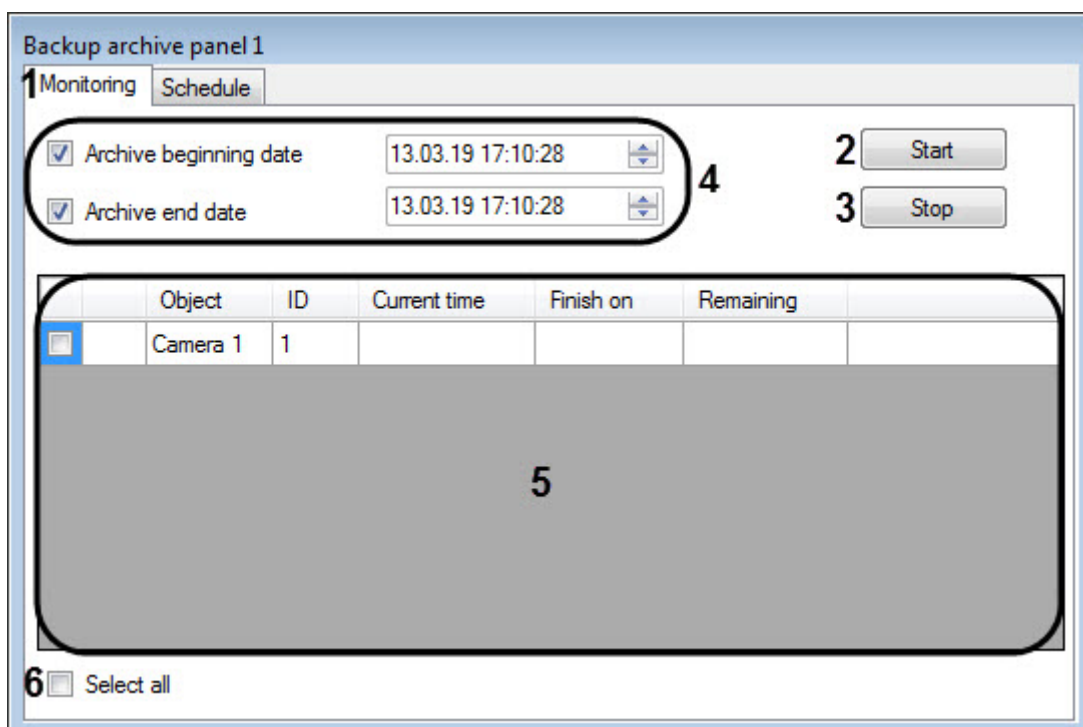 Backup archive panel 1
1 Monitoring Schedule
Archive beginning date 13.03.19 17:10:28 2 Start
4
Archive end date 13.03.19 17:10:28 3 Stop
Object ID Current time Finish on Remaining
Camera 1 1
5
6 Select all